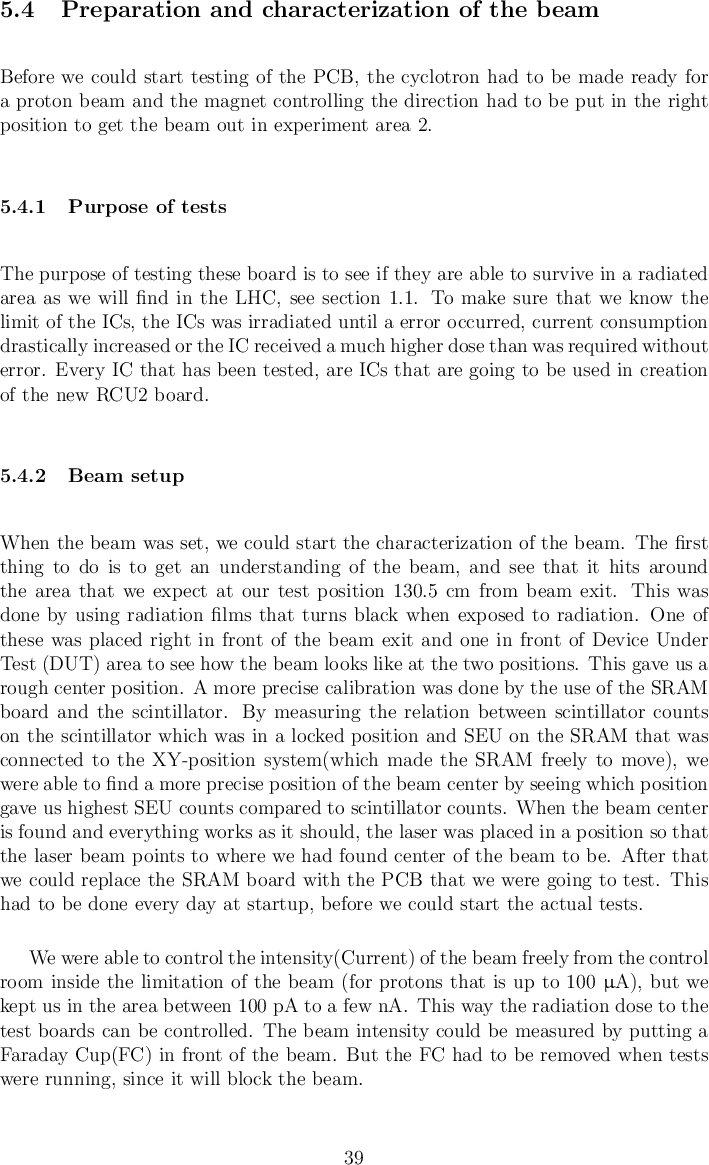 5.4 Preparation and characterization of the beam
Before we could start testing of the PCB, the cyclotron had to be made ready for
a proton beam and the magnet controlling the direction had to be put in the right
position to get the beam out in experiment area 2.
5.4.1 Purpose of tests
The purpose of testing these board is to see if they are able to survive in a radiated
area as we will find in the LHC, see section 1.1. To make sure that we know the
limit of the ICs, the ICs was irradiated until a error occurred, current consumption
drastically increased or the IC received a much higher dose than was required without
error. Every IC that has been tested, are ICs that are going to be used in creation
of the new RCU2 board.
5.4.2 Beam setup
When the beam was set, we could start the characterization of the beam. The first
thing to do is to get an understanding of the beam, and see that it hits around
the area that we expect at our test position 130.5 cm from beam exit. This was
done by using radiation films that turns black when exposed to radiation. One of
these was placed right in front of the beam exit and one in front of Device Under
Test (DUT) area to see how the beam looks like at the two positions. This gave us a
rough center position. A more precise calibration was done by the use of the SRAM
board and the scintillator. By measuring the relation between scintillator counts
on the scintillator which was in a locked position and SEU on the SRAM that was
connected to the XY-position system(which made the SRAM freely to move), we
were able to find a more precise position of the beam center by seeing which position
gave us highest SEU counts compared to scintillator counts. When the beam center
is found and everything works as it should, the laser was placed in a position so that
the laser beam points to where we had found center of the beam to be. After that
we could replace the SRAM board with the PCB that we were going to test. This
had to be done every day at startup, before we could start the actual tests.
We were able to control the intensity(Current) of the beam freely from the control
room inside the limitation of the beam (for protons that is up to 100 µA), but we
kept us in the area between 100 pA to a few nA. This way the radiation dose to the
test boards can be controlled. The beam intensity could be measured by putting a
Faraday Cup(FC) in front of the beam. But the FC had to be removed when tests
were running, since it will block the beam.
39